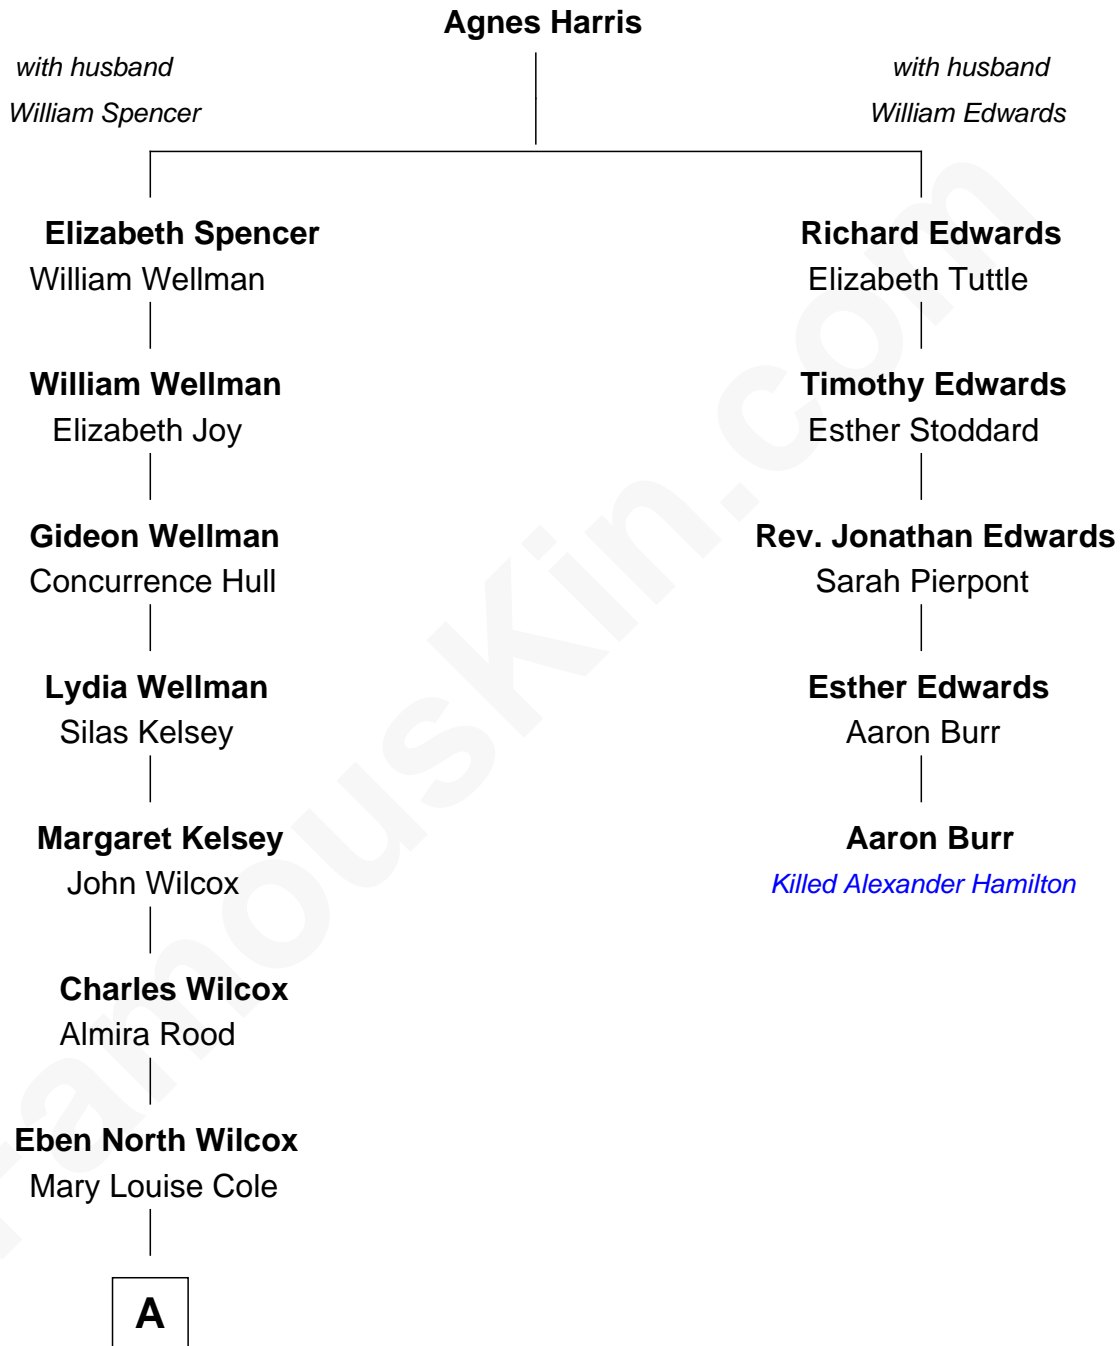 Agnes Harris
with husband
William Spencer
with husband
William Edwards
Elizabeth Spencer
William Wellman
Richard Edwards
Elizabeth Tuttle
William Wellman
Elizabeth Joy
Timothy Edwards
Esther Stoddard
Gideon Wellman
Concurrence Hull
Rev. Jonathan Edwards
Sarah Pierpont
Lydia Wellman
Silas Kelsey
Esther Edwards
Aaron Burr
Margaret Kelsey
John Wilcox
Aaron Burr
Killed Alexander Hamilton
Charles Wilcox
Almira Rood
Eben North Wilcox
Mary Louise Cole
A
FamousKin.com